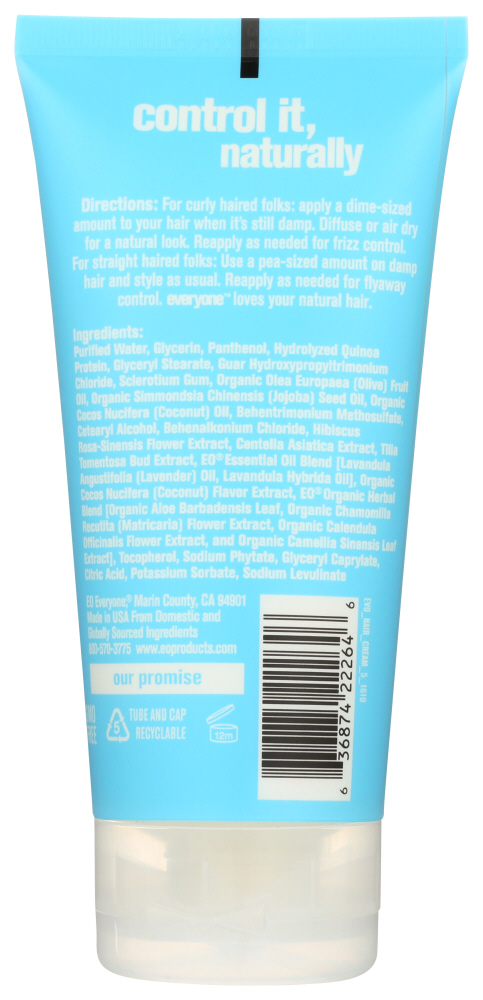 control it,
naturally
Directions: For curly haired folks: apply a dime-sized
amount to your hair when it's still damp. Diffuse or air dry
for a natural look. Reapply as needed for frizz control.
For straight haired folks: Use a pea-sized amount on damp
hair and style as usual. Reapply as needed for flyaway
control. everyone™ loves your natural hair.
Ingredients:
Purified Water, Glycerin, Panthenol, Hydrolyzed Quinoa
Protein, Glyceryl Stearate, Guar Hydroxypropyltrimonium
Chloride, Sclerotium Gum, Organic Olea Europaea (Olive) Fruit
Oil, Organic Simmondsia Chinensis (Jojoba) Seed Oil, Organic
Cocos Nucifera (Coconut) Oil, Behentrimonium Methosulfate,
Cetearyl Alcohol, Behenalkonium Chloride, Hibiscus
Rosa-Sinensis Flower Extract, Centella Asiatica Extract, Tilia
Tomentosa Bud Extract, EO® Essential Oil Blend [Lavandula
Angustifolia (Lavender) Oil, Lavandula Hybrida Oil], Organic
Cocos Nucifera (Coconut) Flavor Extract, EO® Organic Herbal
Blend [Organic Aloe Barbadensis Leaf, Organic Chamomilla
Recutita (Matricaria) Flower Extract, Organic Calendula
Officinalis Flower Extract, and Organic Camellia Sinensis Leaf
Extract], Tocopherol, Sodium Phytate, Glyceryl Caprylate,
Citric Acid, Potassium Sorbate, Sodium Levulinate
EO Everyone,® Marin County, CA 94901
Made in USA From Domestic and
Globally Sourced Ingredients
800-570-3775 www.eoproducts.com
our promise
5
TUBE AND CAP
RECYCLABLE
12m
6 36874 22264 6
EVO_HAIR_CREAM_5_1010